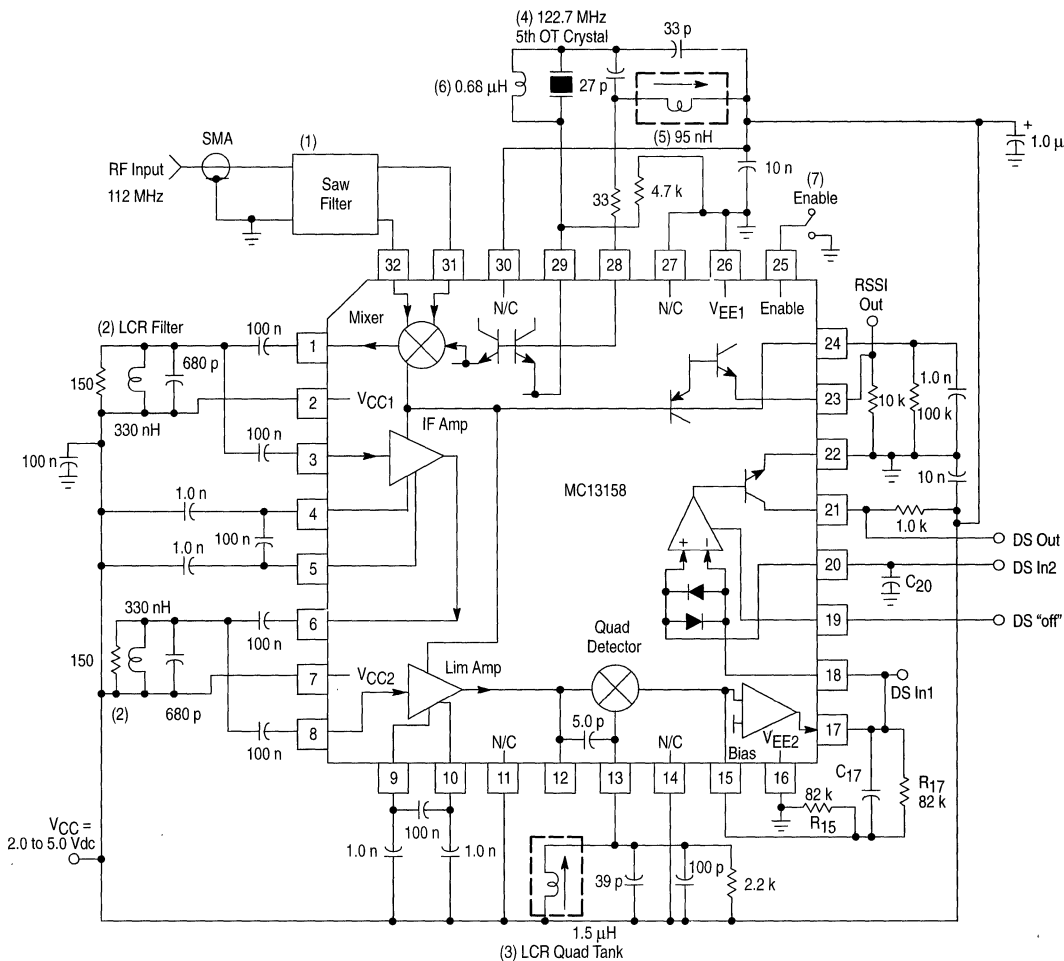 (4) 122.7 MHz
5th OT Crystal
33 p
(6) 0.68 µH
27 p
(5) 95 nH
+
1.0 µ
SMA
(1)
RF Input
112 MHz
Saw
Filter
33
4.7 k
10 n
(7)
Enable
32
31
30
29
28
27
26
25
N/C
N/C
VEE1
Enable
RSSI
Out
(2) LCR Filter
100 n
Mixer
1
24
680 p
150
1.0 n
2
VCC1
23
10 k
100 k
330 nH
IF Amp
100 n
3
22
100 n
10 n
1.0 n
MC13158
4
21
1.0 k
100 n
DS Out
1.0 n
5
+
–
20
DS In2
C20
330 nH
6
19
DS "off"
100 n
Quad
Detector
150
Lim Amp
7
VCC2
18
DS In1
(2)
680 p
8
5.0 p
17
100 n
N/C
N/C
Bias
VEE2
9
10
11
12
13
14
15
16
C17
R17
82 k
82 k
R15
100 n
VCC =
2.0 to 5.0 Vdc
1.0 n
1.0 n
39 p
100 p
2.2 k
1.5 µH
(3) LCR Quad Tank